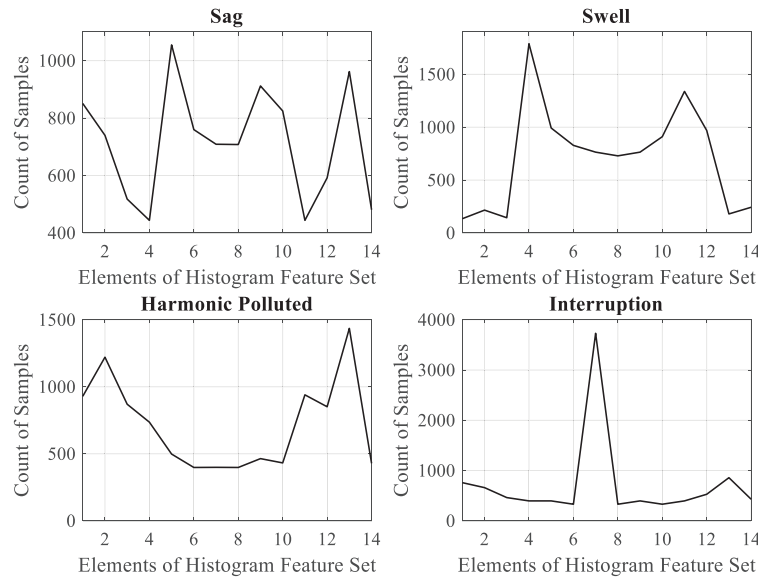 Sag
Count of Samples
1000
800
600
400
2 4 6 8 10 12 14
Elements of Histogram Feature Set
Swell
Count of Samples
1500
1000
500
0
2 4 6 8 10 12 14
Elements of Histogram Feature Set
Harmonic Polluted
Count of Samples
1500
1000
500
0
2 4 6 8 10 12 14
Elements of Histogram Feature Set
Interruption
Count of Samples
4000
3000
2000
1000
0
2 4 6 8 10 12 14
Elements of Histogram Feature Set